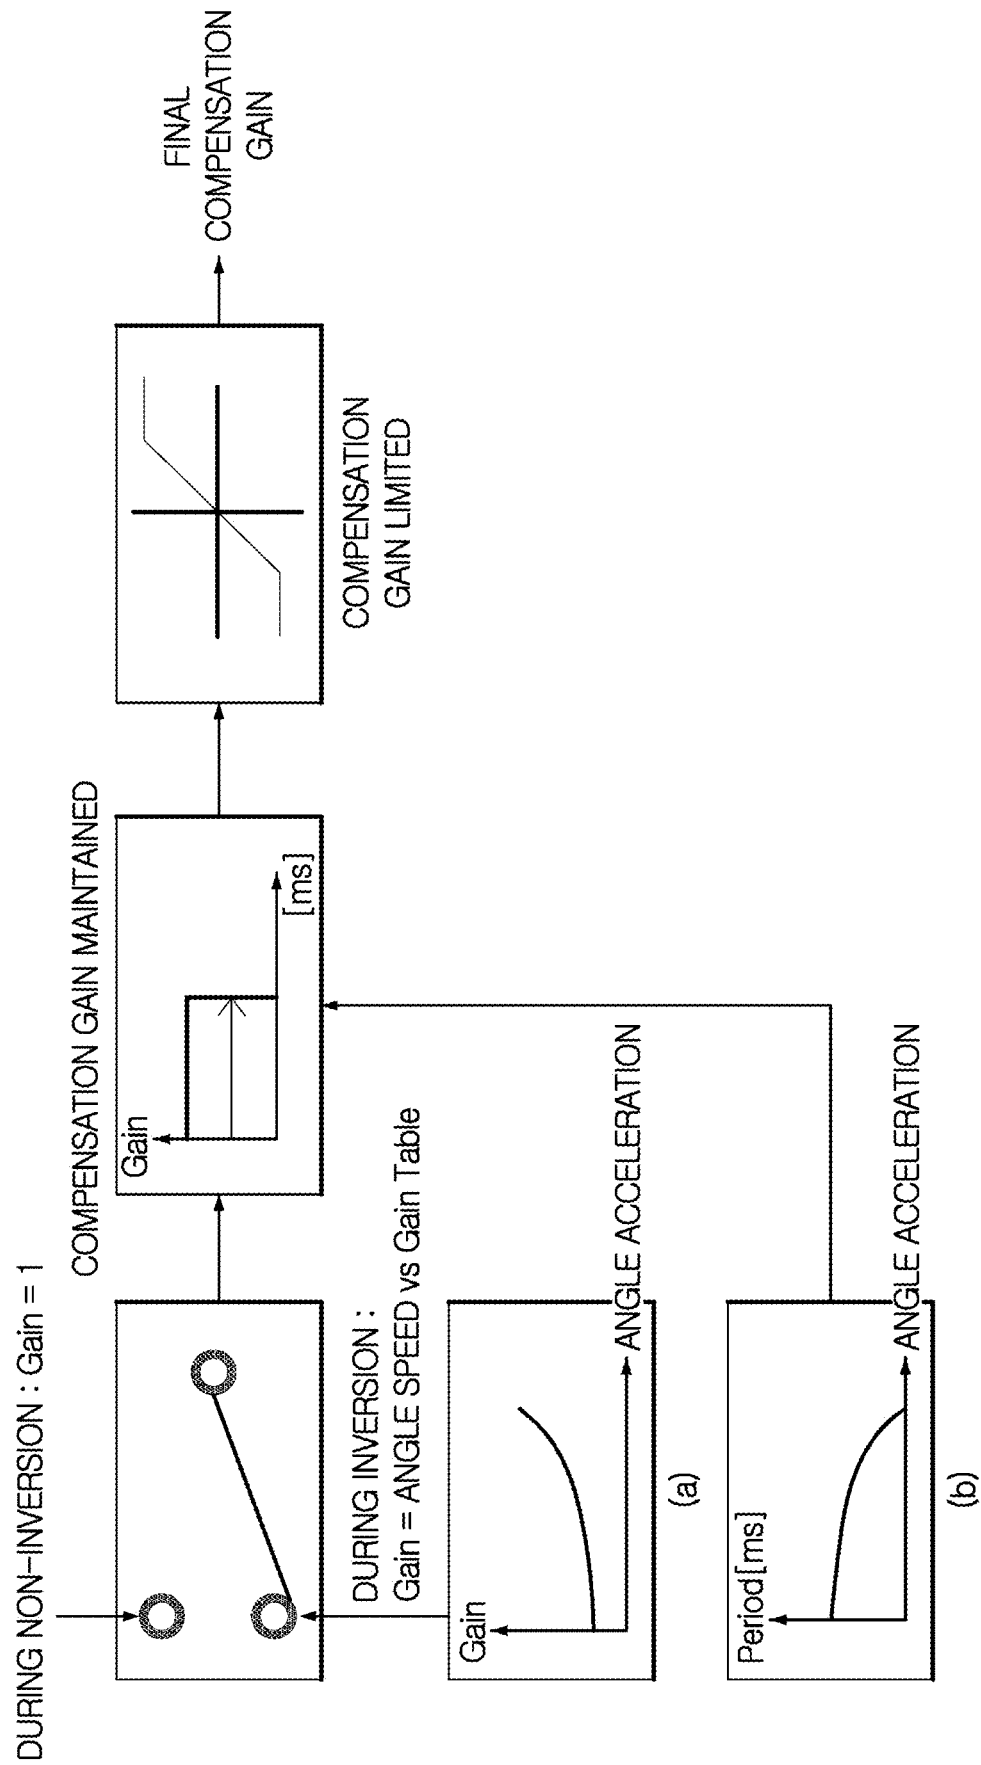 DURING NON-INVERSION : Gain = 1
COMPENSATION GAIN MAINTAINED
Gain
[ms]
FINAL
COMPENSATION
GAIN
COMPENSATION
GAIN LIMITED
DURING INVERSION :
Gain = ANGLE SPEED vs Gain Table
Gain
ANGLE ACCELERATION
(a)
Period[ms]
ANGLE ACCELERATION
(b)